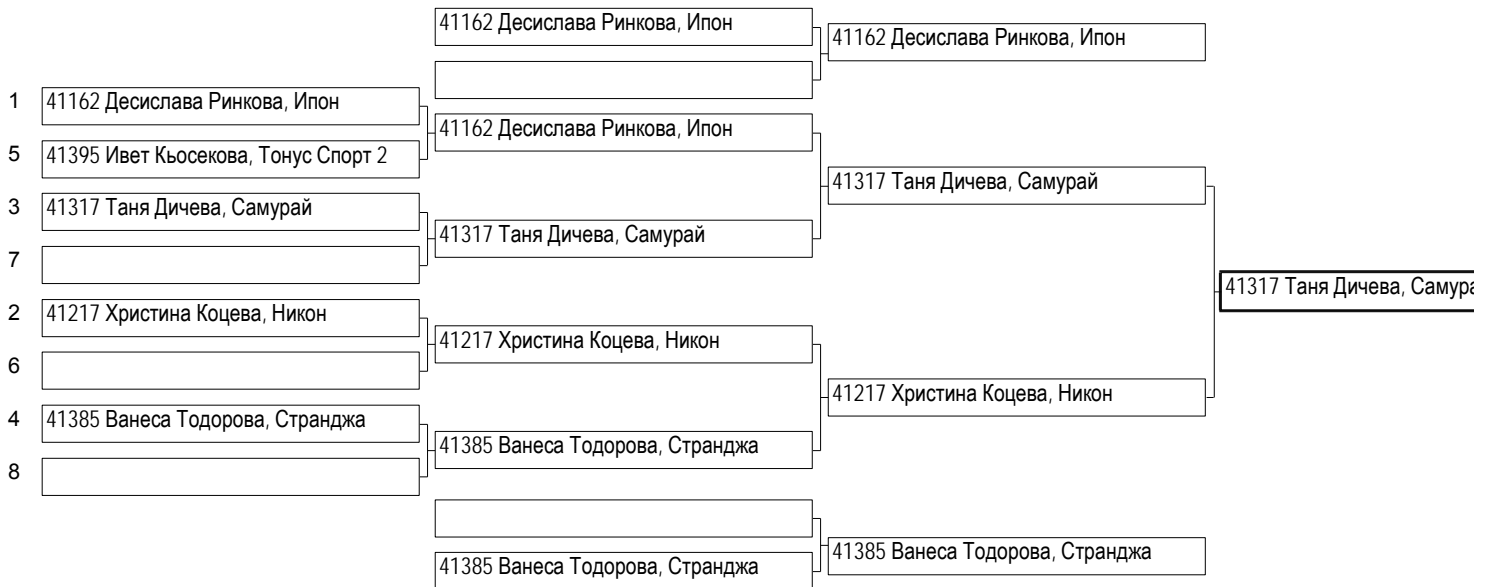 41162 Десислава Ринкова, Ипон
41162 Десислава Ринкова, Ипон
1 41162 Десислава Ринкова, Ипон
41162 Десислава Ринкова, Ипон
5 41395 Ивет Кьосекова, Тонус Спорт 2
41317 Таня Дичева, Самурай
3 41317 Таня Дичева, Самурай
41317 Таня Дичева, Самурай
7
41317 Таня Дичева, Самура
2 41217 Христина Коцева, Никон
41217 Христина Коцева, Никон
6
41217 Христина Коцева, Никон
4 41385 Ванеса Тодорова, Странджа
41385 Ванеса Тодорова, Странджа
8
41385 Ванеса Тодорова, Странджа
41385 Ванеса Тодорова, Странджа